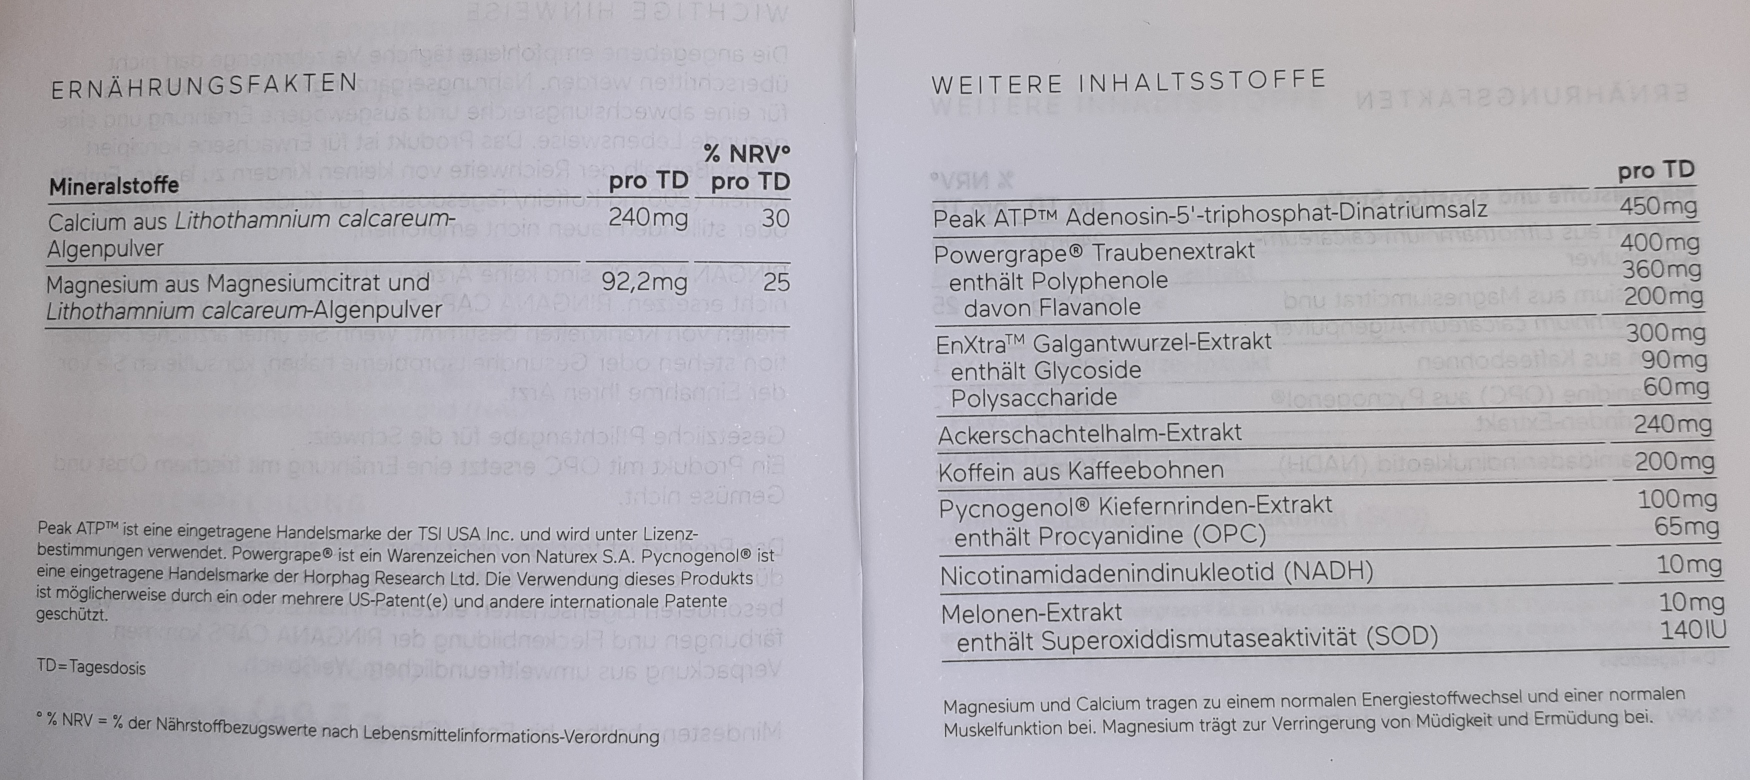 ERNÄHRUNGSFAKTEN
% NRV°
Mineralstoffe pro TD pro TD
Calcium aus Lithothamnium calcareum- 240mg 30
Algenpulver
Magnesium aus Magnesiumcitrat und 92,2mg 25
Lithothamnium calcareum-Algenpulver
Peak ATP™ ist eine eingetragene Handelsmarke der TSI USA Inc. und wird unter Lizenz-
bestimmungen verwendet. Powergrape® ist ein Warenzeichen von Naturex S.A. Pycnogenol® ist
eine eingetragene Handelsmarke der Horphag Research Ltd. Die Verwendung dieses Produkts
ist möglicherweise durch ein oder mehrere US-Patent(e) und andere internationale Patente
geschützt.
TD=Tagesdosis
° % NRV = % der Nährstoffbezugswerte nach Lebensmittelinformations-Verordnung
WEITERE INHALTSSTOFFE
pro TD
Peak ATP™ Adenosin-5'-triphosphat-Dinatriumsalz 450mg
Powergrape® Traubenextrakt 400mg
enthält Polyphenole 360mg
davon Flavanole 200mg
EnXtra™ Galgantwurzel-Extrakt 300mg
enthält Glycoside 90mg
Polysaccharide 60mg
Ackerschachtelhalm-Extrakt 240mg
Koffein aus Kaffeebohnen 200mg
Pycnogenol® Kiefernrinden-Extrakt 100mg
enthält Procyanidine (OPC) 65mg
Nicotinamidadenindinukleotid (NADH) 10mg
Melonen-Extrakt 10mg
enthält Superoxiddismutaseaktivität (SOD) 140IU
Magnesium und Calcium tragen zu einem normalen Energiestoffwechsel und einer normalen
Muskelfunktion bei. Magnesium trägt zur Verringerung von Müdigkeit und Ermüdung bei.